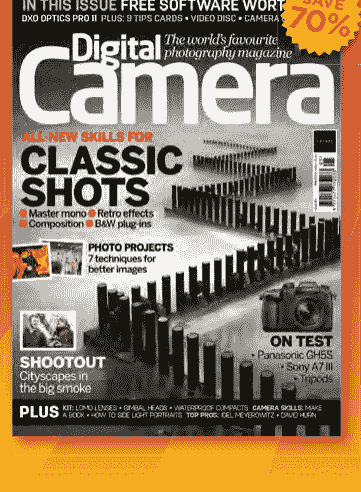 IN THIS ISSUE FREE SOFTWARE WORT
SAVE
70%
DXO OPTICS PRO 11 PLUS: 9 TIPS CARDS • VIDEO DISC • CAMERA
Digital The world's favourite
photography magazine
Camera
ALL-NEW SKILLS FOR
CLASSIC
SHOTS
Master mono Retro effects
Composition B&W plug-ins
PHOTO PROJECTS
7 techniques for
better images
SHOOTOUT
Cityscapes in
the big smoke
ON TEST
• Panasonic GH5S
• Sony A7 III
• Tripods
PLUS KIT: LOMO LENSES • GIMBAL HEADS • WATERPROOF COMPACTS CAMERA SKILLS: MAKE
A BOOK • HOW TO SIDE LIGHT PORTRAITS TOP PROS: JOEL MEYEROWITZ • DAVID HURN